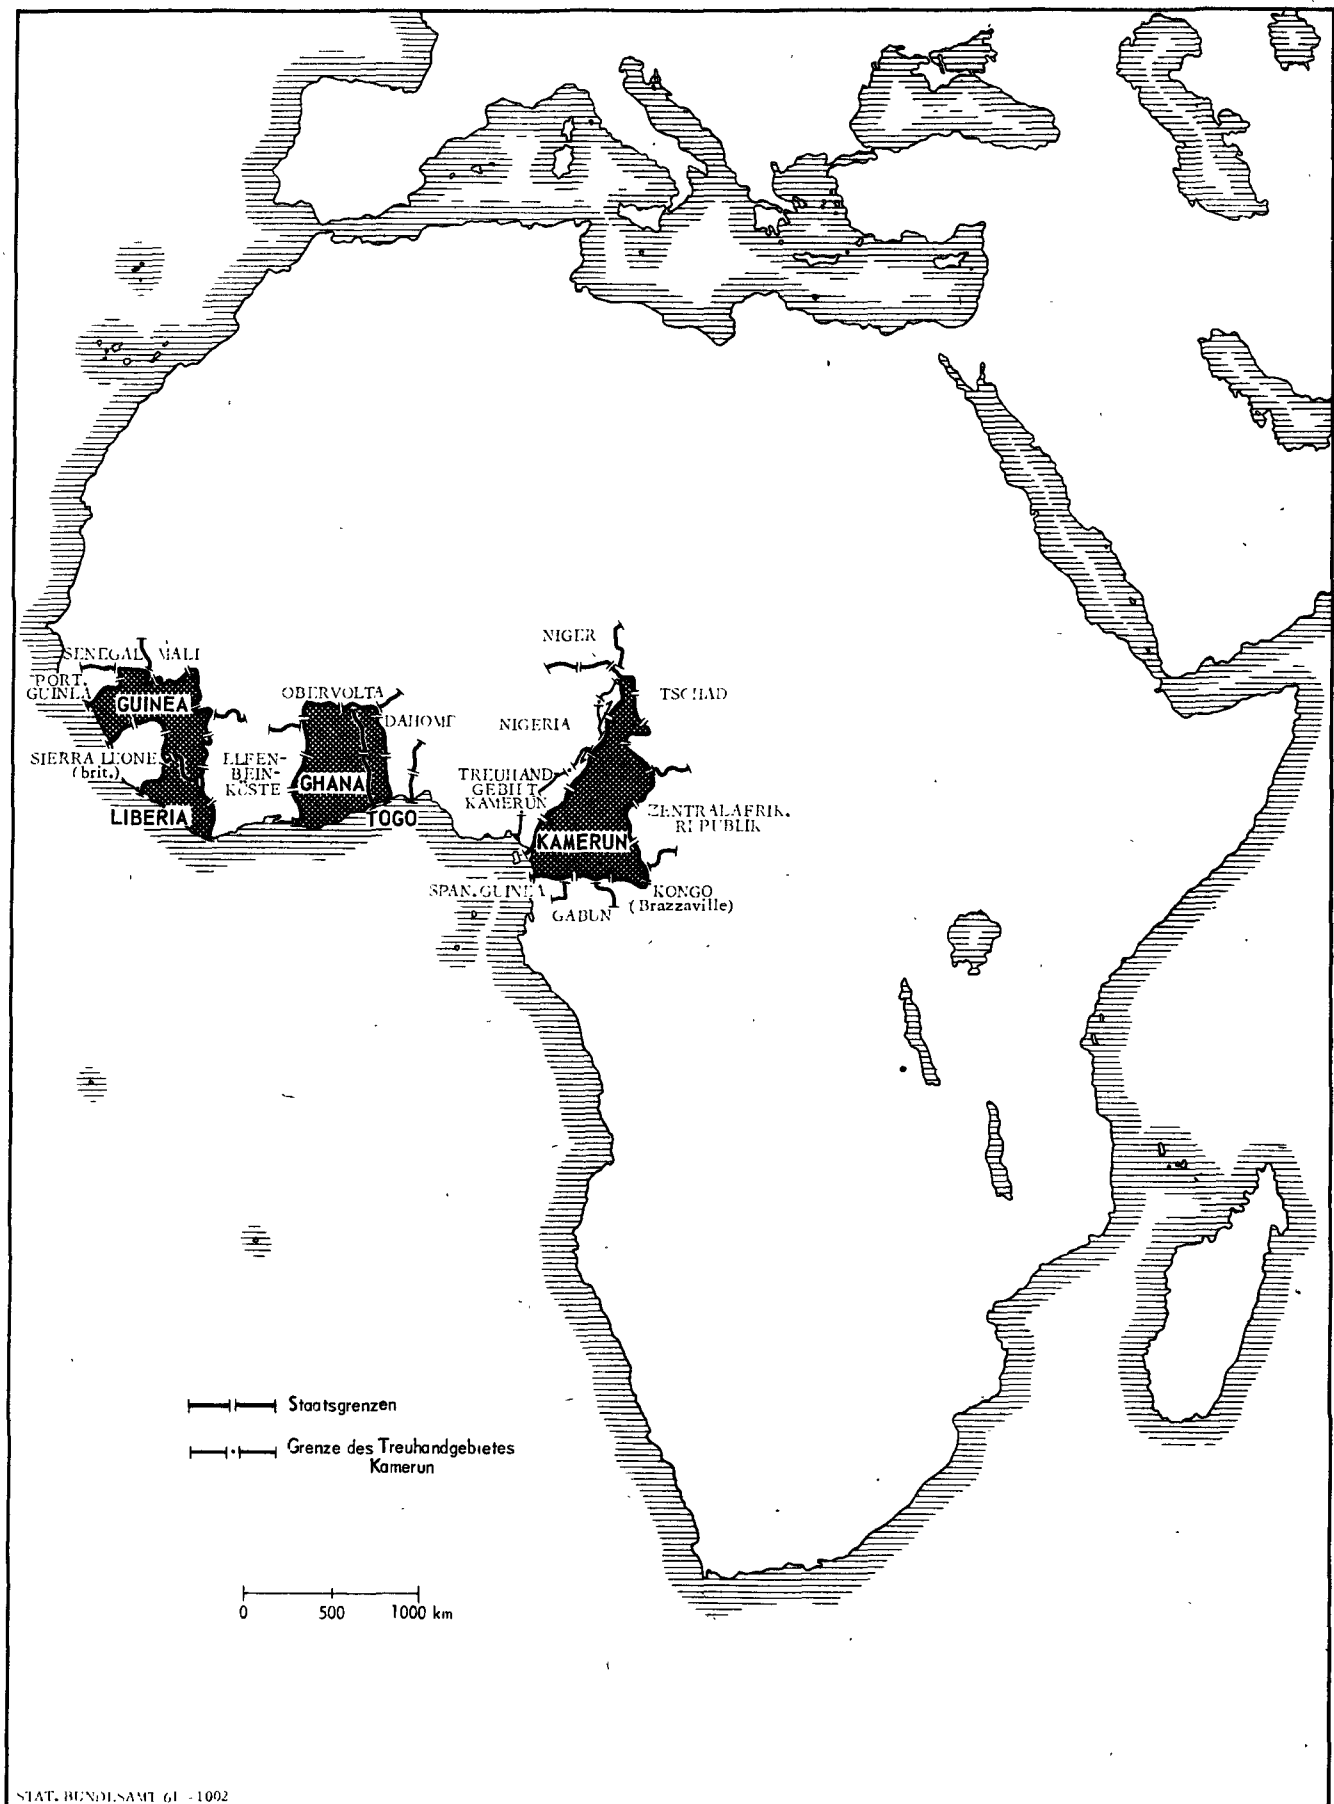 NIGER
SENEGAL MALI
PORT.
GUINEA
GUINEA
OBERVOLTA
TSCHAD
DAHOME
NIGERIA
SIERRA LEONE
(brit.)
ELFEN-
BEIN-
KÜSTE
GHANA
TREUHAND-
GEBIET
KAMERUN
LIBERIA
TOGO
ZENTRALAFRIK.
REPUBLIK
KAMERUN
SPAN. GUINEA
GABUN
KONGO
(Brazzaville)
Staatsgrenzen
Grenze des Treuhandgebietes
Kamerun
0 500 1000 km
STAT. BUNDESAMT 61 - 1002